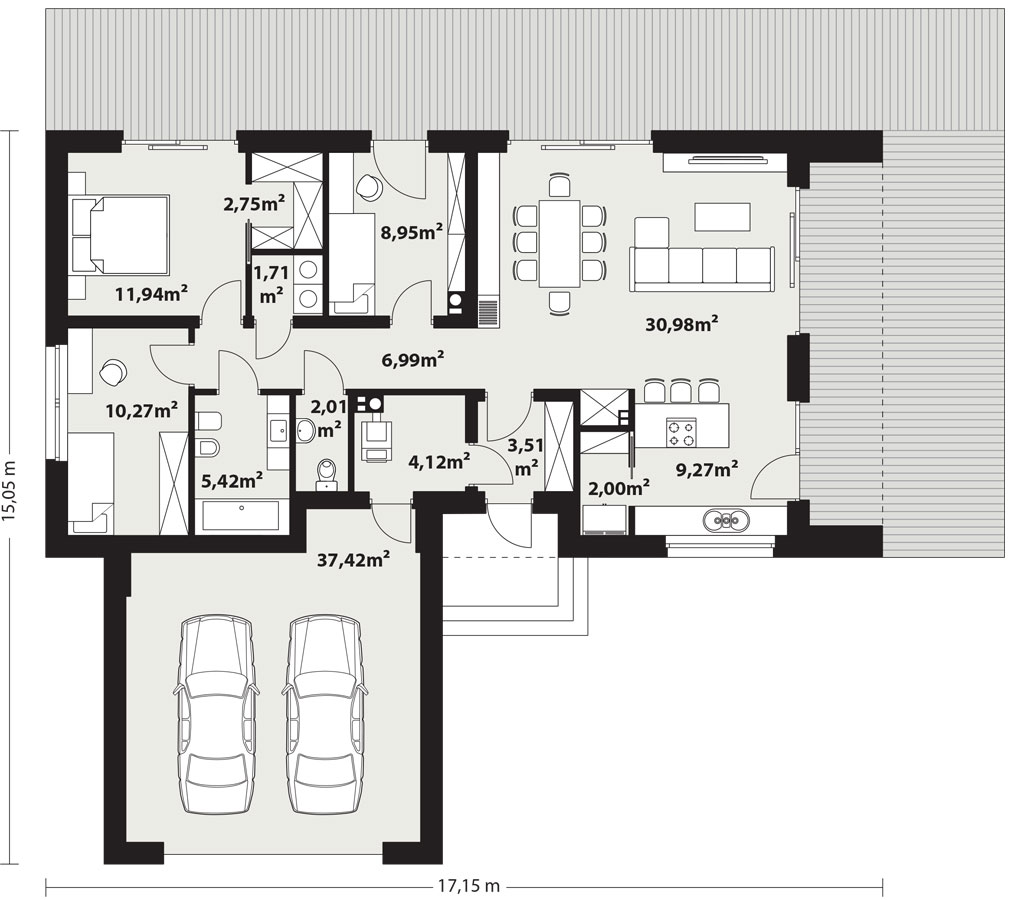 2,75m²
8,95m²
1,71
m²
11,94m²
30,98m²
6,99m²
10,27m²
2,01
m²
3,51
m²
4,12m²
9,27m²
5,42m²
2,00m²
15,05 m
37,42m²
17,15 m